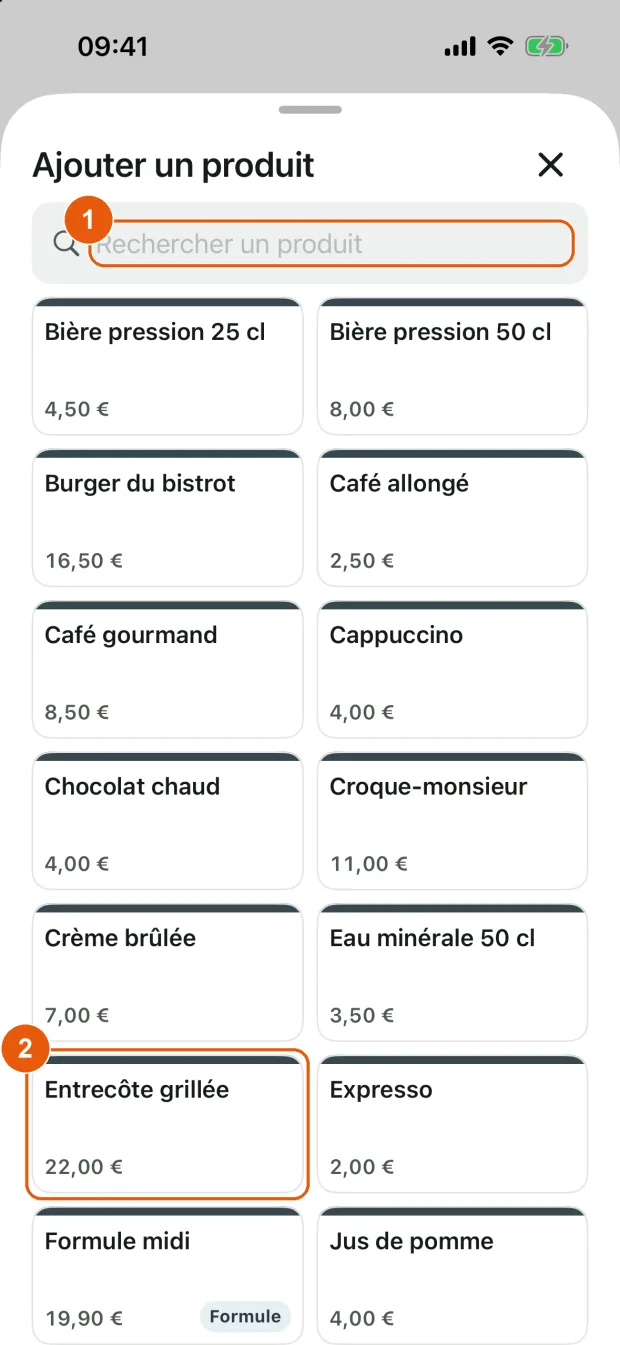 09:41
Ajouter un produit
1
Rechercher un produit
Bière pression 25 cl
4,50 €
Bière pression 50 cl
8,00 €
Burger du bistrot
16,50 €
Café allongé
2,50 €
Café gourmand
8,50 €
Cappuccino
4,00 €
Chocolat chaud
4,00 €
Croque-monsieur
11,00 €
Crème brûlée
7,00 €
Eau minérale 50 cl
3,50 €
2
Entrecôte grillée
22,00 €
Expresso
2,00 €
Formule midi
19,90 €
Formule
Jus de pomme
4,00 €